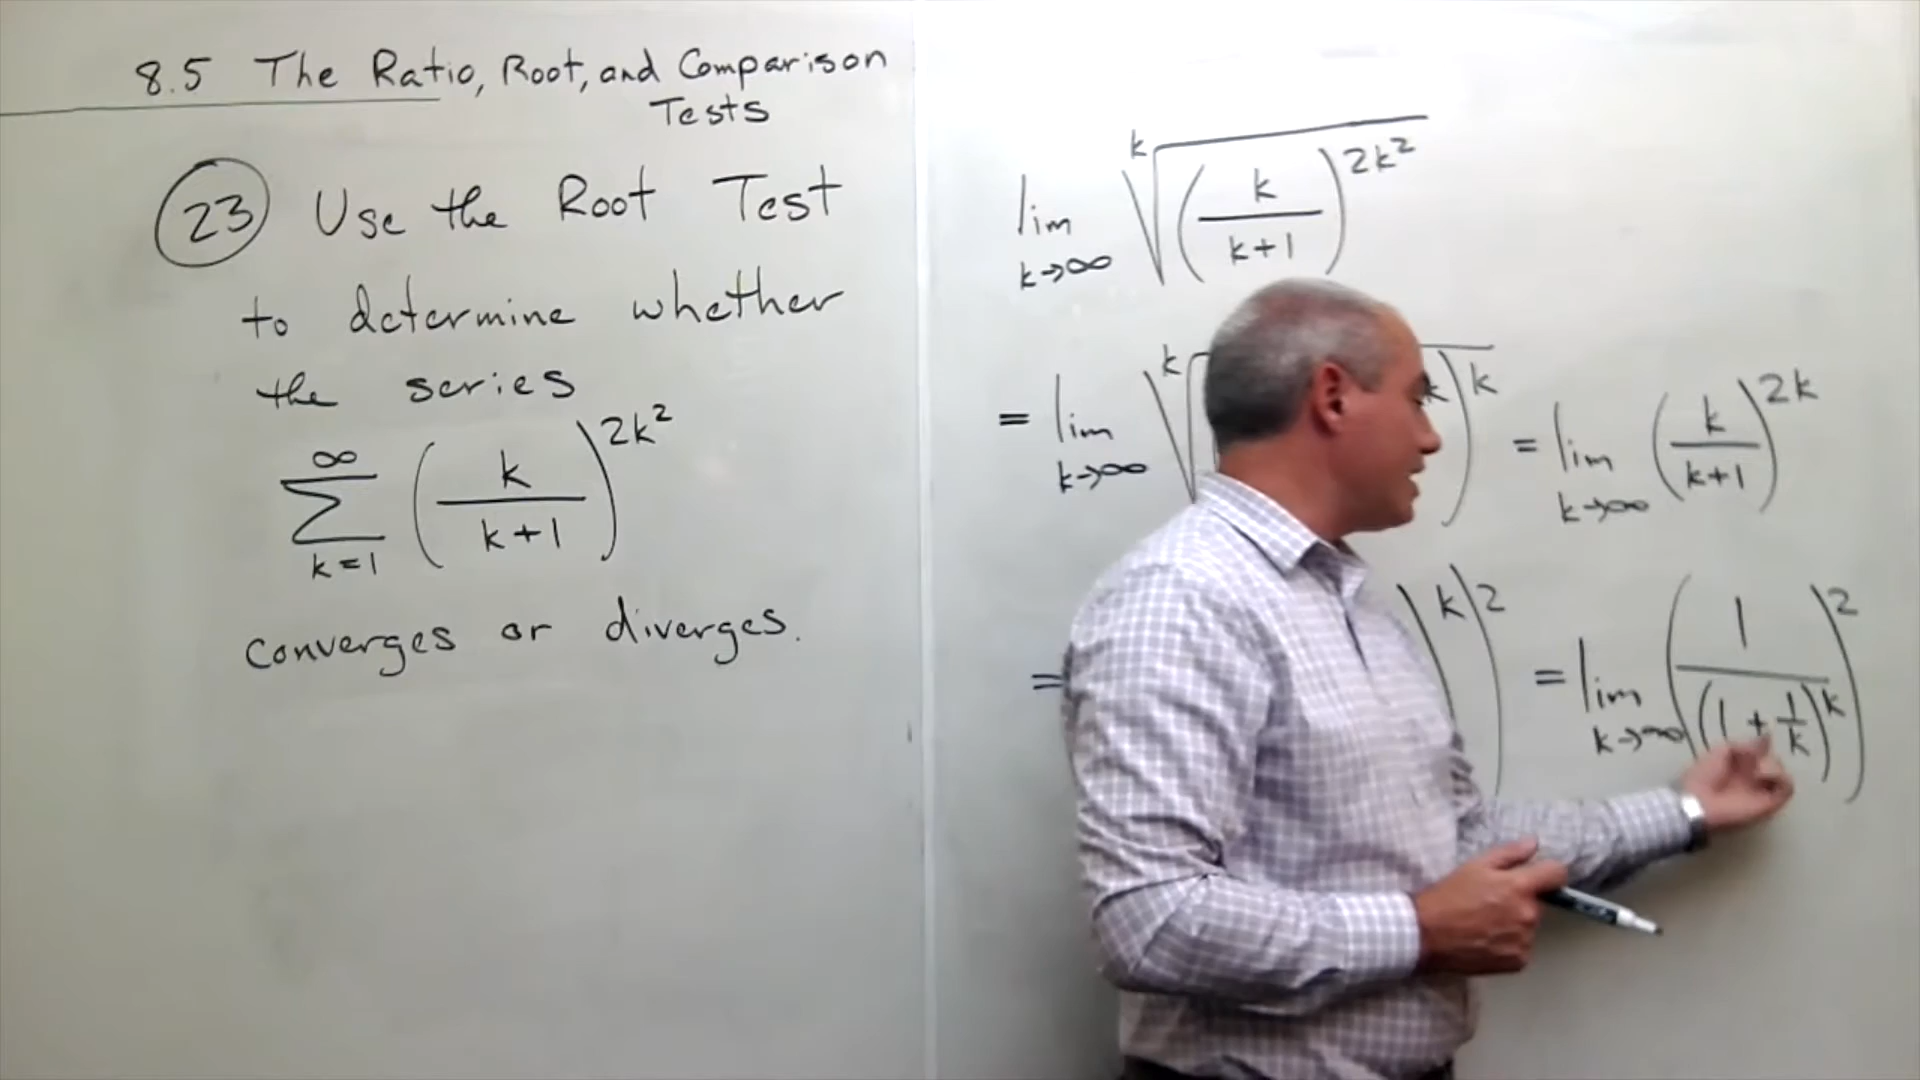 8.5 The Ratio, Root, and Comparison
Tests
23 Use the Root Test
to determine whether
the series
∞
∑ (k/(k+1))^2k²
k=1
converges or diverges.
lim k→∞ ᵏ√(k/(k+1))^2k²
= lim k→∞ ᵏ√ k)^k
= lim k→∞ (k/(k+1))^2k
= )^k)^2
= lim k→∞ (1/(1+1/k)^k)^2